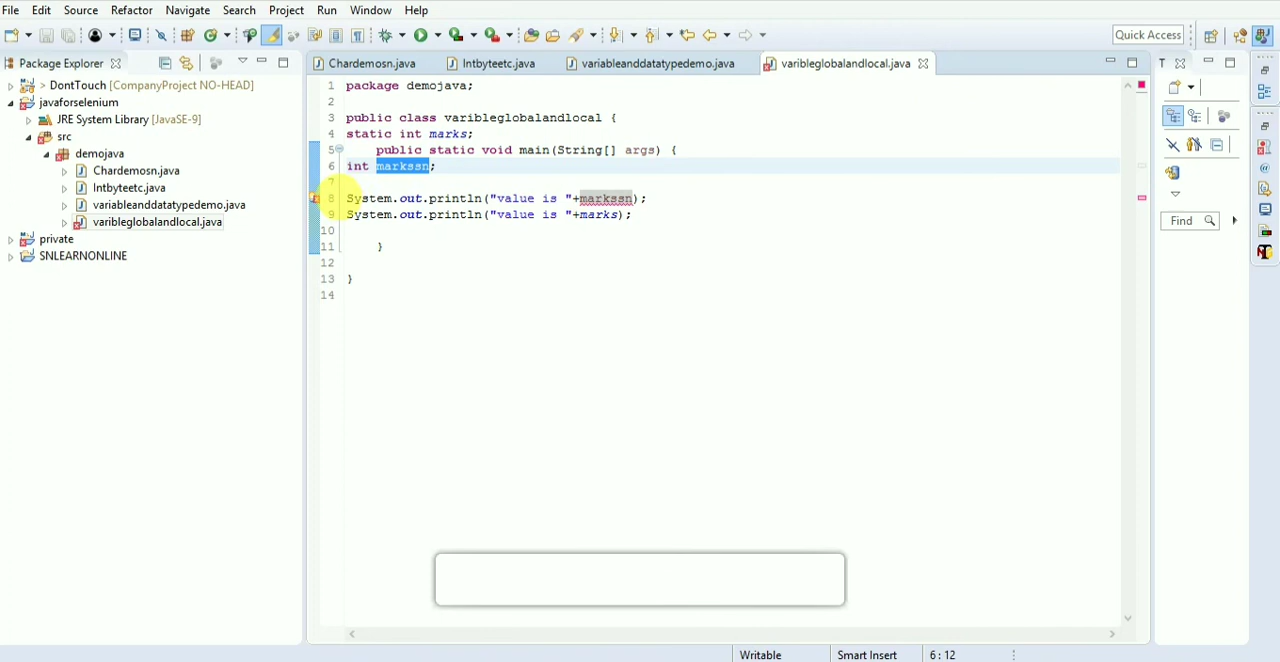 File Edit Source Refactor Navigate Search Project Run Window Help
Quick Access
Package Explorer
DontTouch [CompanyProject NO-HEAD]
javaforselenium
JRE System Library [JavaSE-9]
src
demojava
Chardemosn.java
Intbyteetc.java
variableanddatatypedemo.java
varibleglobalandlocal.java
private
SNLEARNONLINE
Chardemosn.java Intbyteetc.java variableanddatatypedemo.java varibleglobalandlocal.java
1 package demojava;
2
3 public class varibleglobalandlocal {
4 static int marks;
5 public static void main(String[] args) {
6 int markssn;
7
8 System.out.println("value is "+markssn);
9 System.out.println("value is "+marks);
10
11 }
12
13 }
14
T
Find
Writable Smart Insert 6 : 12